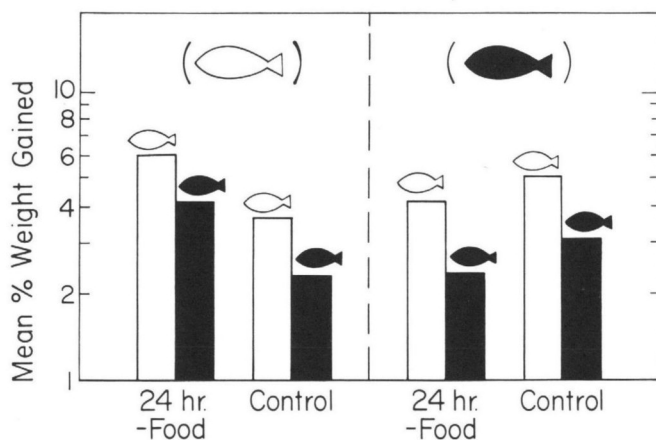 Mean % Weight Gained
10
8
6
4
2
1
( )
( )
24 hr.
-Food
Control
24 hr.
-Food
Control